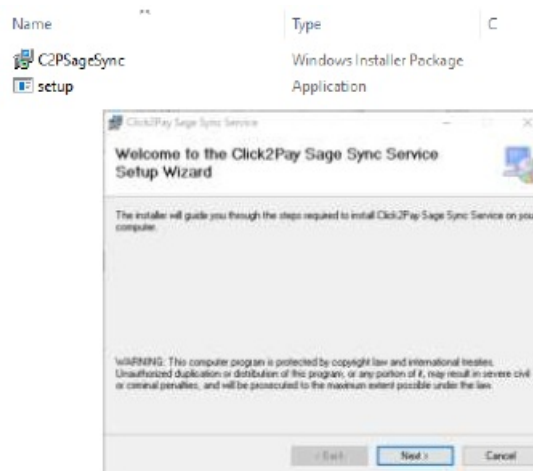 Name Type C
C2PSageSync Windows Installer Package
setup Application
Click2Pay Sage Sync Service
Welcome to the Click2Pay Sage Sync Service
Setup Wizard
The installer will guide you through the steps required to install Click2Pay Sage Sync Service on you
computer.
WARNING: This computer program is protected by copyright law and international treaties.
Unauthorized duplication or distribution of this program, or any portion of it, may result in severe civil
or criminal penalties, and will be prosecuted to the maximum extent possible under the law.
< Back Next > Cancel